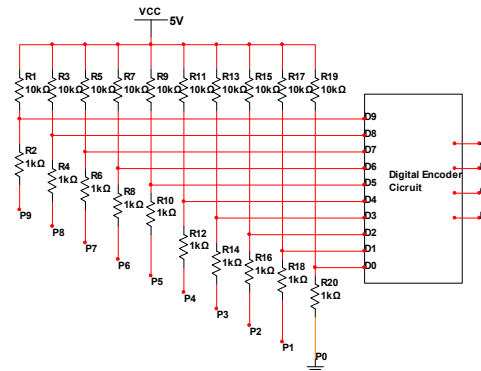 VCC
5V
R1 R3 R5 R7 R9 R11 R13 R15 R17 R19
10kΩ 10kΩ 10kΩ 10kΩ 10kΩ 10kΩ 10kΩ 10kΩ 10kΩ 10kΩ
D9
D8
D7
D6
D5
D4
D3
D2
D1
D0
Digital Encoder
Cicruit
R2
1kΩ
R4
1kΩ
R6
1kΩ
R8
1kΩ
R10
1kΩ
R12
1kΩ
R14
1kΩ
R16
1kΩ
R18
1kΩ
R20
1kΩ
P9
P8
P7
P6
P5
P4
P3
P2
P1
P0